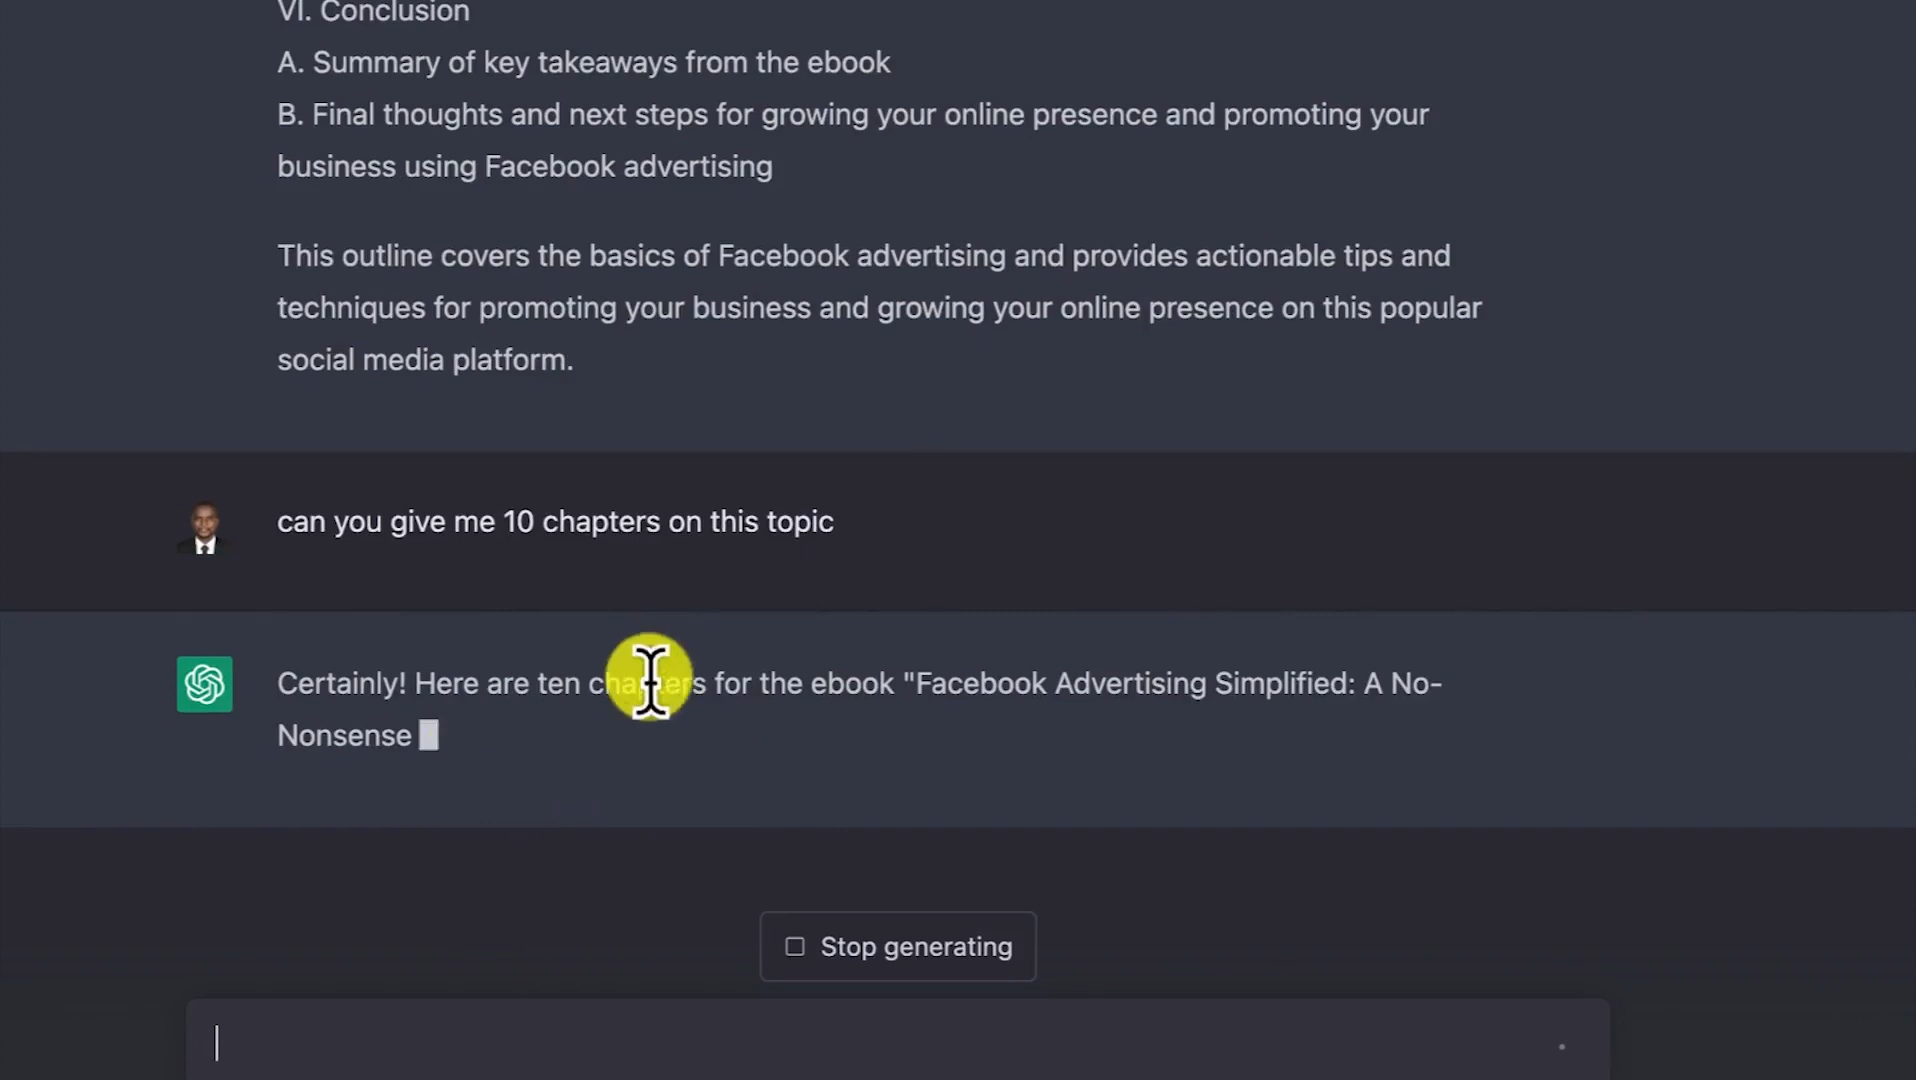 VI. Conclusion
A. Summary of key takeaways from the ebook
B. Final thoughts and next steps for growing your online presence and promoting your
business using Facebook advertising
This outline covers the basics of Facebook advertising and provides actionable tips and
techniques for promoting your business and growing your online presence on this popular
social media platform.
can you give me 10 chapters on this topic
Certainly! Here are ten chapters for the ebook "Facebook Advertising Simplified: A No-
Nonsense
Stop generating